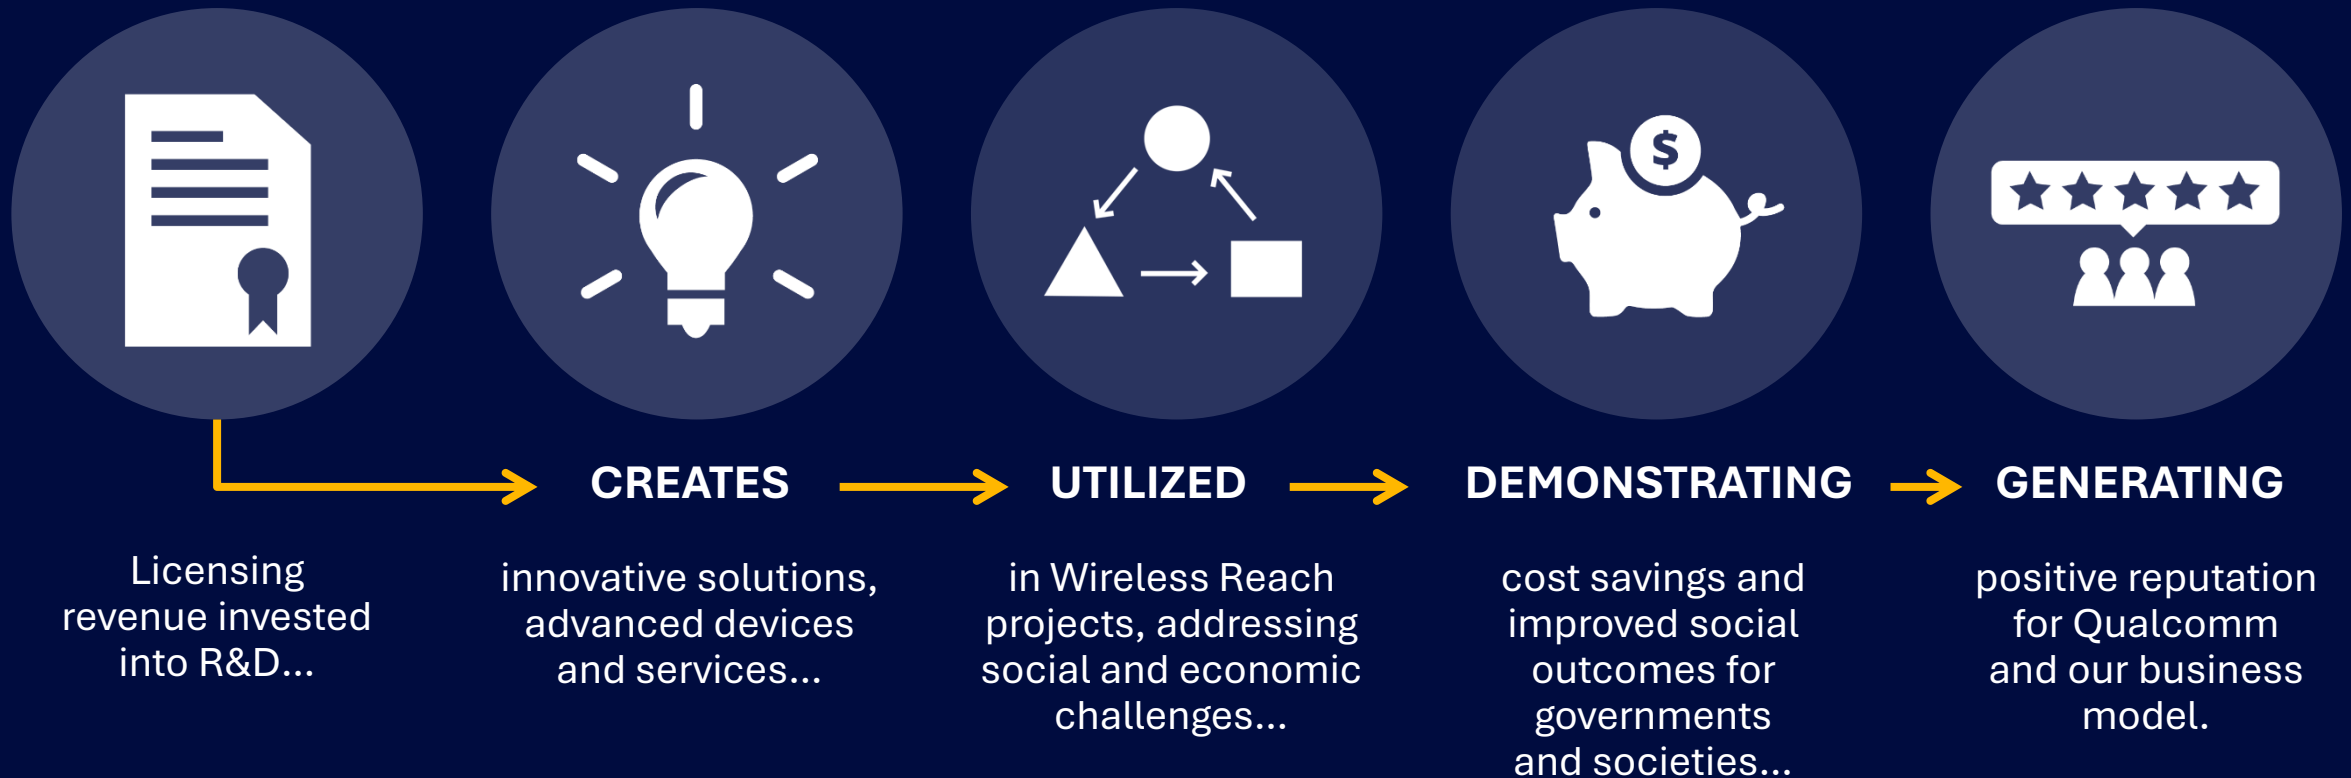 $
Licensing
revenue invested
into R&D...
CREATES
innovative solutions,
advanced devices
and services...
UTILIZED
in Wireless Reach
projects, addressing
social and economic
challenges...
DEMONSTRATING
cost savings and
improved social
outcomes for
governments
and societies...
GENERATING
positive reputation
for Qualcomm
and our business
model.